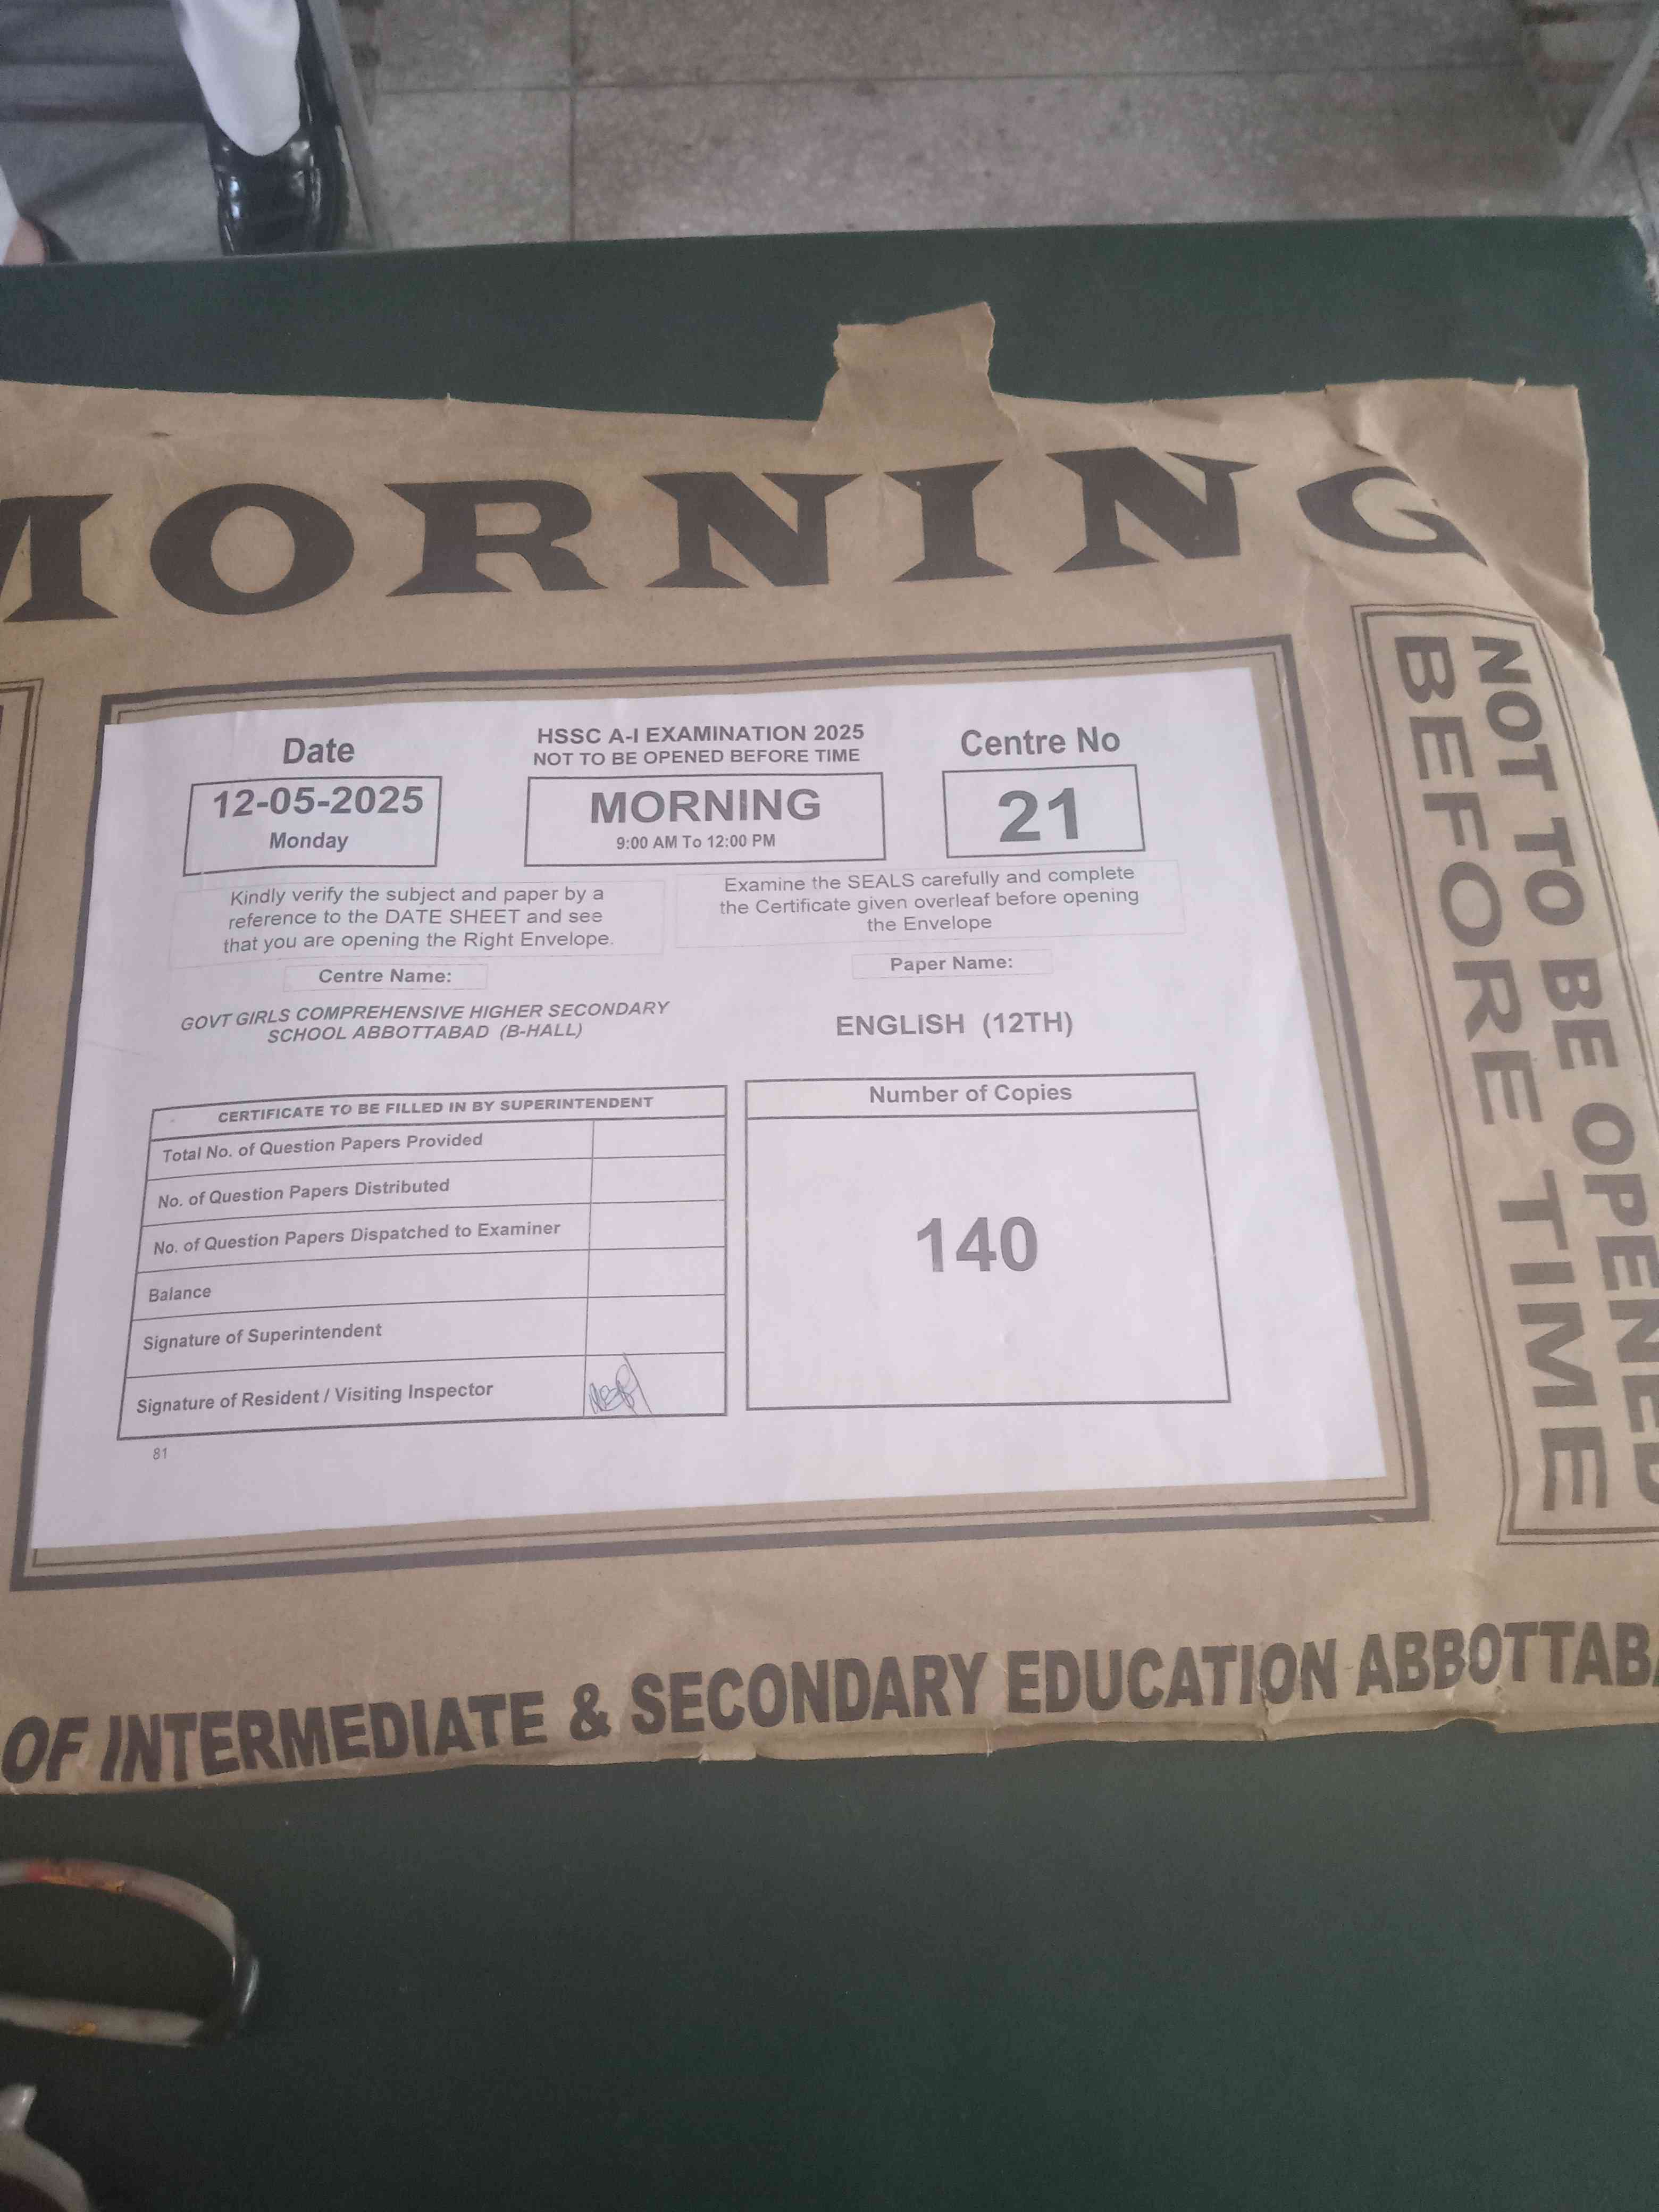 MORNING
Date
12-05-2025
Monday
HSSC A-I EXAMINATION 2025
NOT TO BE OPENED BEFORE TIME
MORNING
9:00 AM To 12:00 PM
Centre No
21
Kindly verify the subject and paper by a
reference to the DATE SHEET and see
that you are opening the Right Envelope.
Examine the SEALS carefully and complete
the Certificate given overleaf before opening
the Envelope
Centre Name:
GOVT GIRLS COMPREHENSIVE HIGHER SECONDARY
SCHOOL ABBOTTABAD (B-HALL)
Paper Name:
ENGLISH (12TH)
CERTIFICATE TO BE FILLED IN BY SUPERINTENDENT
Total No. of Question Papers Provided
No. of Question Papers Distributed
No. of Question Papers Dispatched to Examiner
Balance
Signature of Superintendent
Signature of Resident / Visiting Inspector
81
Number of Copies
140
NOT TO BE OPENED
BEFORE TIME
OF INTERMEDIATE & SECONDARY EDUCATION ABBOTTABA